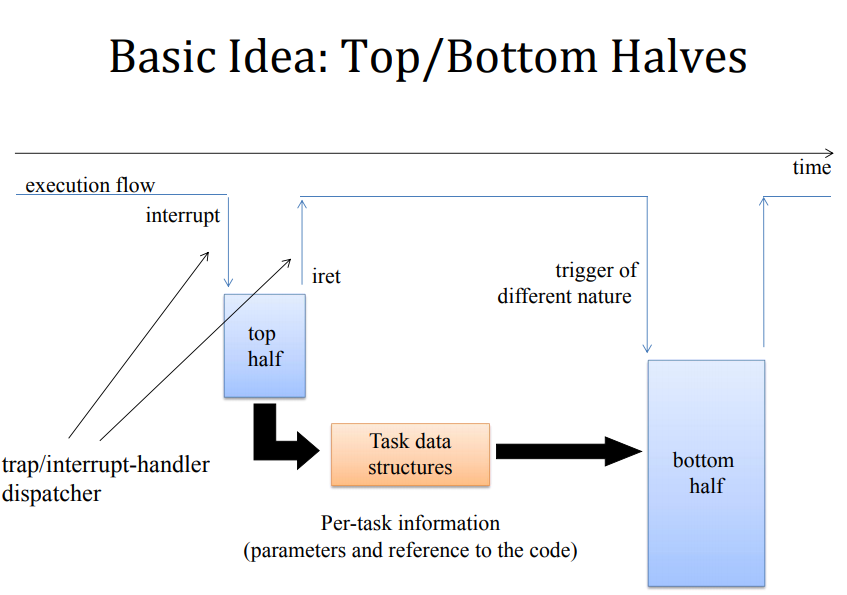 Basic Idea: Top/Bottom Halves
time
execution flow
interrupt
iret
trigger of
different nature
top
half
Task data
structures
bottom
half
trap/interrupt-handler
dispatcher
Per-task information
(parameters and reference to the code)